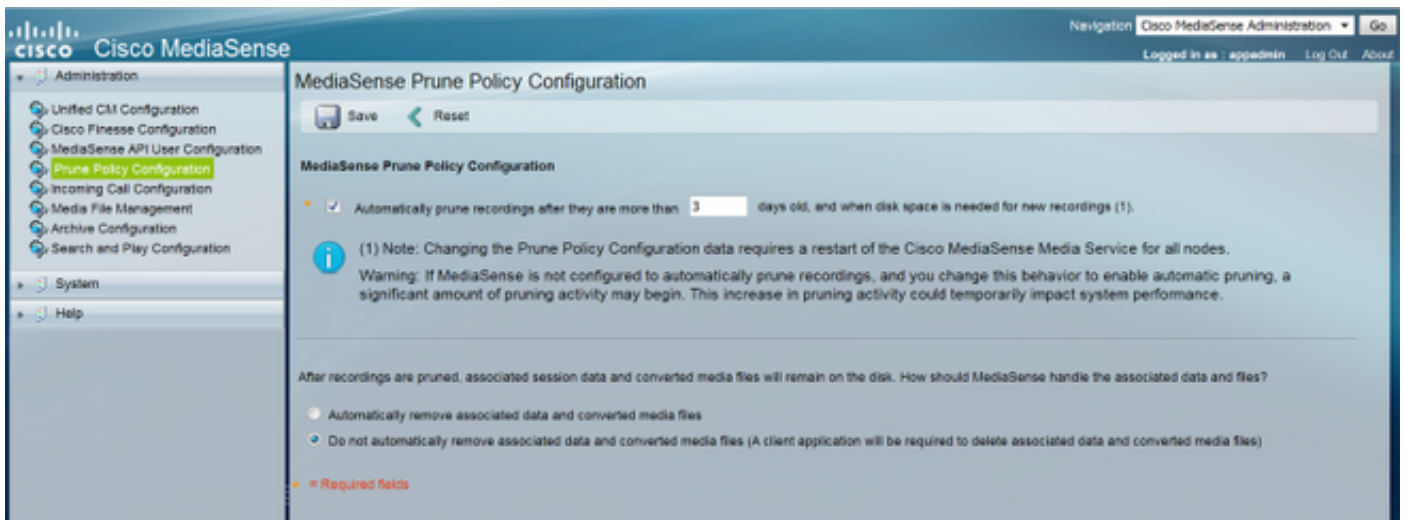 Navigation Cisco MediaSense Administration Go
CISCO Cisco MediaSense
Logged in as : appadmin Log Out About
Administration
Unified CM Configuration
Cisco Finesse Configuration
MediaSense API User Configuration
Prune Policy Configuration
Incoming Call Configuration
Media File Management
Archive Configuration
Search and Play Configuration
System
Help
MediaSense Prune Policy Configuration
Save Reset
MediaSense Prune Policy Configuration
* Automatically prune recordings after they are more than 3 days old, and when disk space is needed for new recordings (1).
(1) Note: Changing the Prune Policy Configuration data requires a restart of the Cisco MediaSense Media Service for all nodes.
Warning: If MediaSense is not configured to automatically prune recordings, and you change this behavior to enable automatic pruning, a
significant amount of pruning activity may begin. This increase in pruning activity could temporarily impact system performance.
After recordings are pruned, associated session data and converted media files will remain on the disk. How should MediaSense handle the associated data and files?
Automatically remove associated data and converted media files
Do not automatically remove associated data and converted media files (A client application will be required to delete associated data and converted media files)
* = Required fields